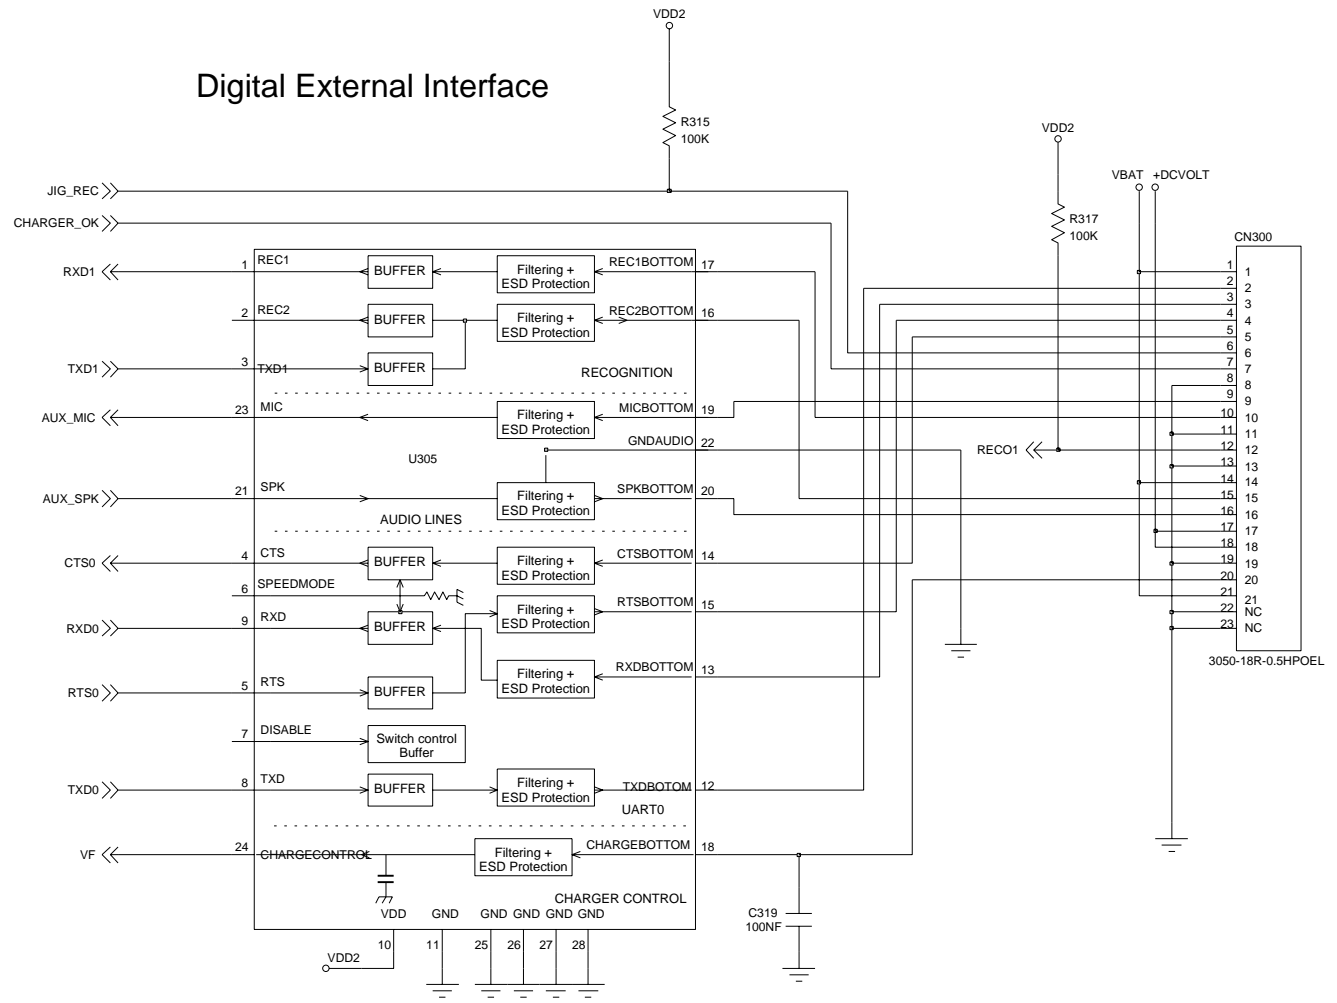 VDD2
Digital External Interface
R315
100K
VDD2
JIG_REC
VBAT +DCVOLT
CHARGER_OK
R317
100K
CN300
RXD1
1 REC1
BUFFER
Filtering +
ESD Protection
REC1BOTTOM 17
2 REC2
BUFFER
Filtering +
ESD Protection
REC2BOTTOM 16
TXD1
3 TXD1
BUFFER
RECOGNITION
AUX_MIC
23 MIC
Filtering +
ESD Protection
MICBOTTOM 19
GNDAUDIO 22
U305
AUX_SPK
21 SPK
Filtering +
ESD Protection
SPKBOTTOM 20
AUDIO LINES
CTS0
4 CTS
BUFFER
Filtering +
ESD Protection
CTSBOTTOM 14
6 SPEEDMODE
Filtering +
ESD Protection
RTSBOTTOM 15
RXD0
9 RXD
BUFFER
Filtering +
ESD Protection
RXDBOTTOM 13
RTS0
5 RTS
BUFFER
7 DISABLE
Switch control
Buffer
TXD0
8 TXD
BUFFER
Filtering +
ESD Protection
TXDBOTOM 12
UART0
VF
24 CHARGECONTROL
Filtering +
ESD Protection
CHARGEBOTTOM 18
CHARGER CONTROL
VDD GND GND GND GND GND
10 11 25 26 27 28
VDD2
C319
100NF
RECO1
1 1
2 2
3 3
4 4
5 5
6 6
7 7
8 8
9 9
10 10
11 11
12 12
13 13
14 14
15 15
16 16
17 17
18 18
19 19
20 20
21 21
22 NC
23 NC
3050-18R-0.5HPOEL